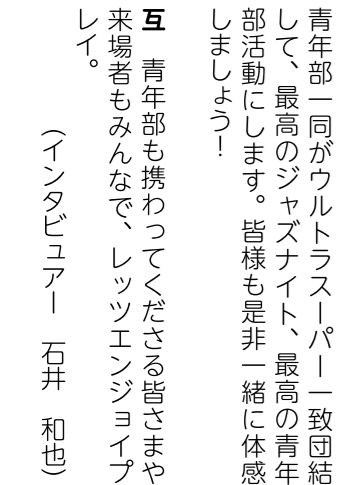 青年部一同がウルトラスーパー一致団結
して、最高のジャズナイト、最高の青年
部活動にします。皆様も是非一緒に体感
しましょう！
互　青年部も携わってくださる皆さまや
来場者もみんなで、レッツエンジョイプ
レイ。
（インタビュアー　石井　和也）